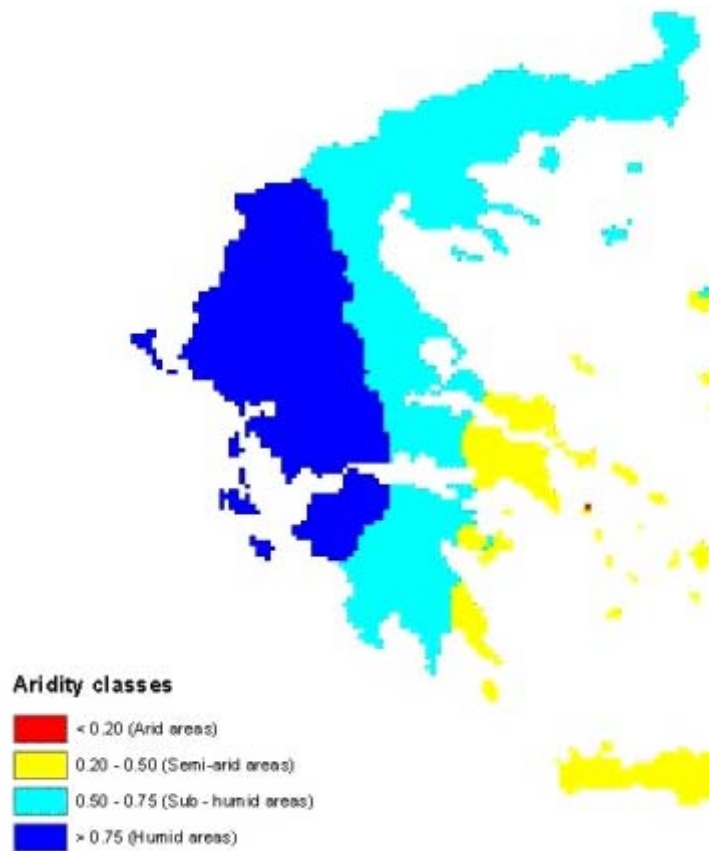 Aridity classes
< 0.20 (Arid areas)
0.20 - 0.50 (Semi-arid areas)
0.50 - 0.75 (Sub - humid areas)
> 0.75 (Humid areas)